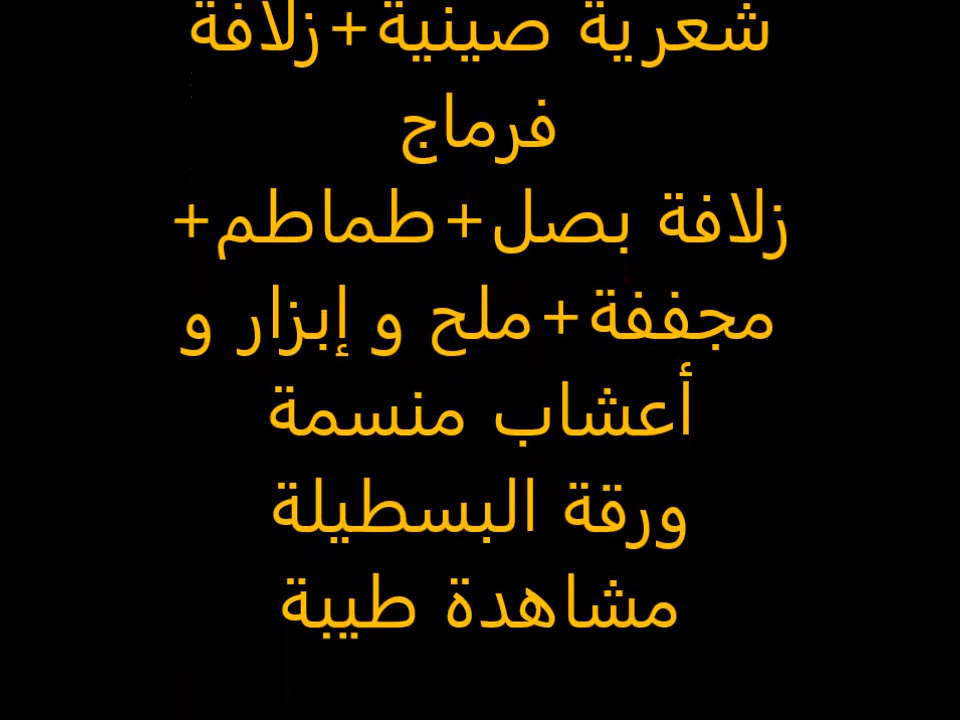 شعرية صينية+زلافة
فرماج
زلافة بصل+طماطم+
مجففة+ملح و إبزار و
أعشاب منسمة
ورقة البسطيلة
مشاهدة طيبة